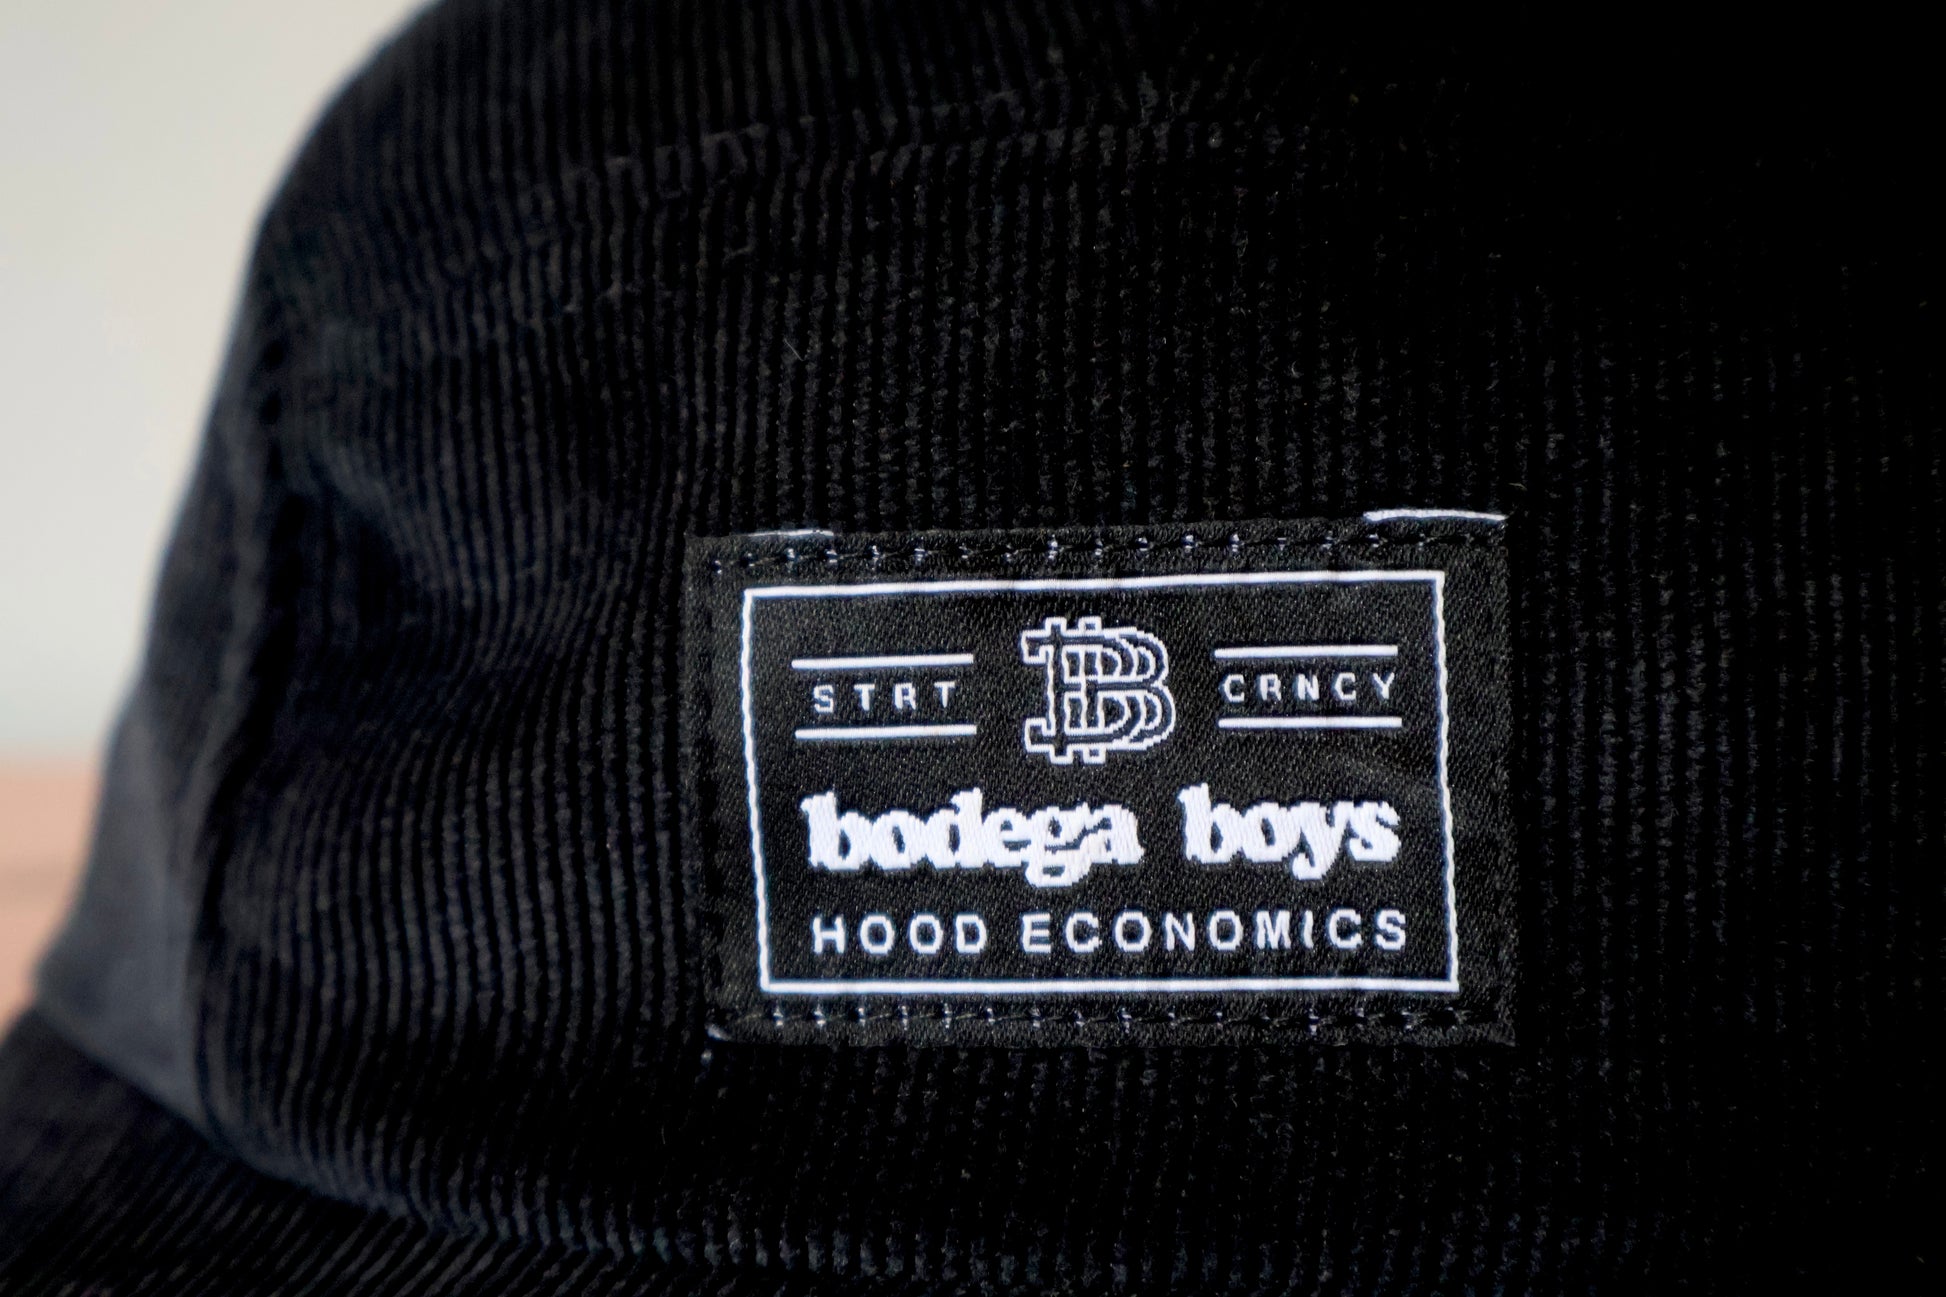 STRT B CRNCY
bodega boys
HOOD ECONOMICS